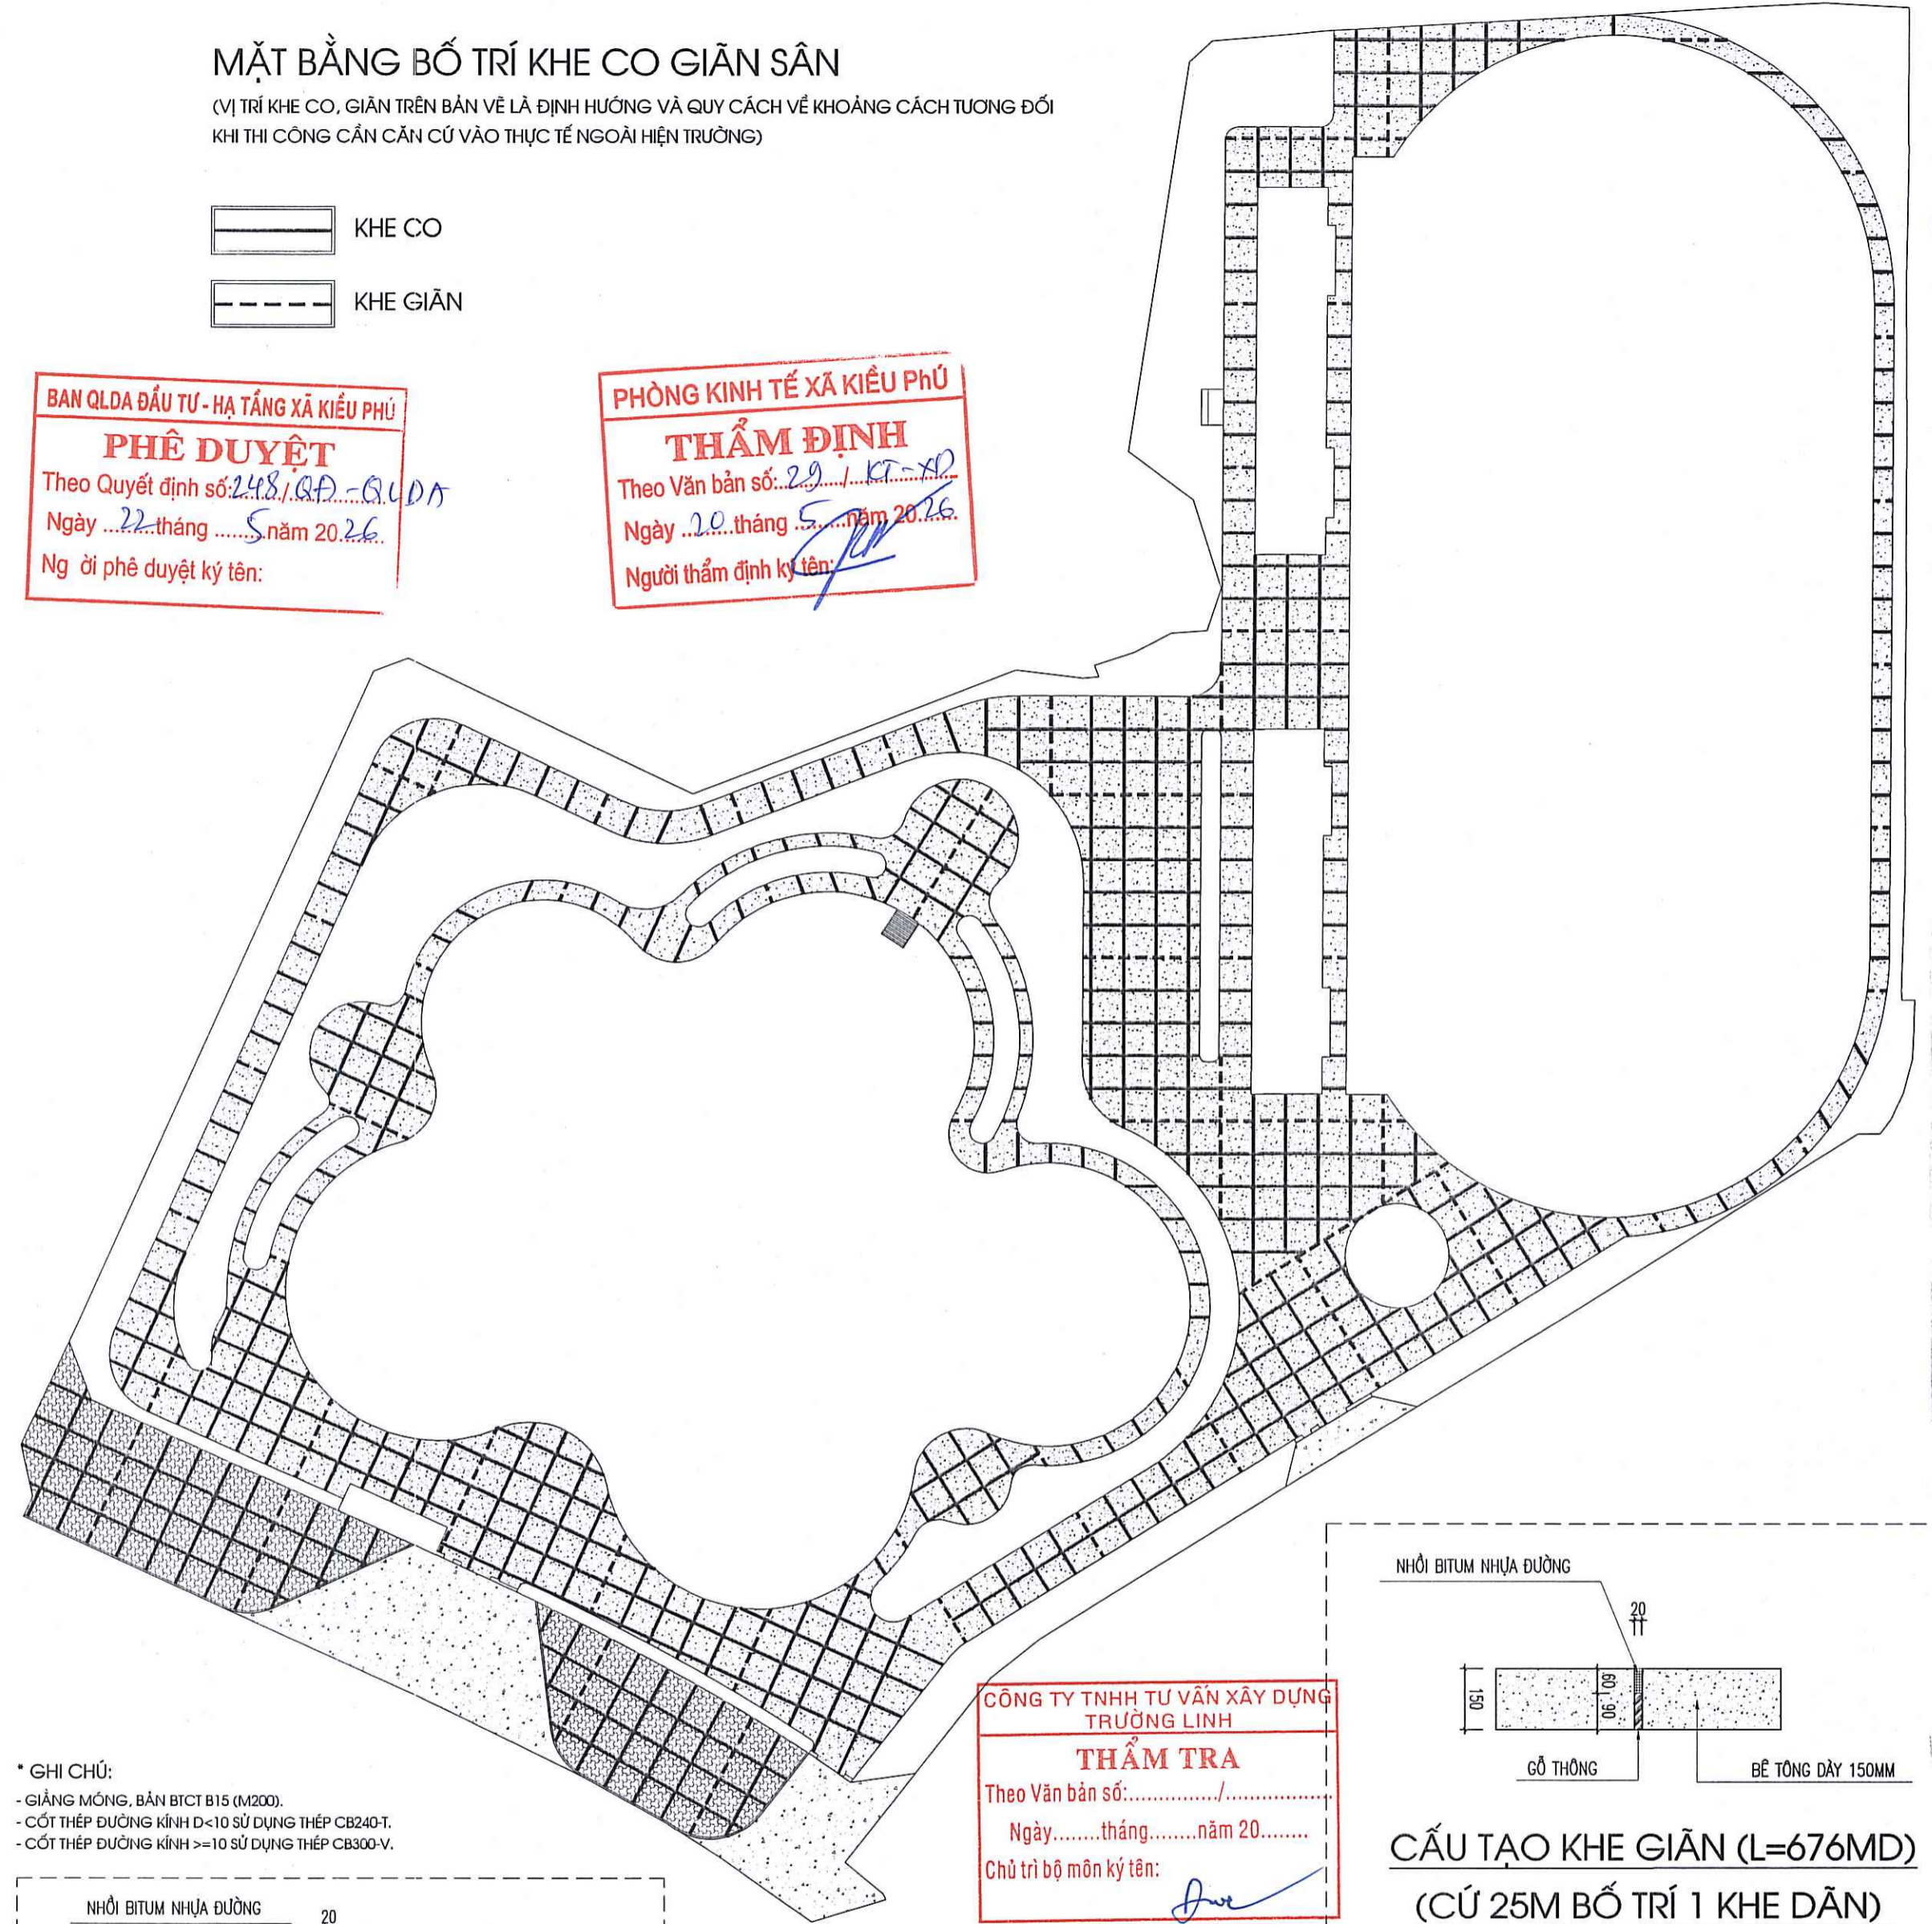 MẶT BẰNG BỐ TRÍ KHE CO GIÃN SÂN
(VỊ TRÍ KHE CO, GIÃN TRÊN BẢN VẼ LÀ ĐỊNH HƯỚNG VÀ QUY CÁCH VỀ KHOẢNG CÁCH TƯƠNG ĐỐI
KHI THI CÔNG CẦN CĂN CỨ VÀO THỰC TẾ NGOÀI HIỆN TRƯỜNG)
KHE CO
KHE GIÃN
BAN QLDA ĐẦU TƯ - HẠ TẦNG XÃ KIỀU PHÚ
PHÊ DUYỆT
Theo Quyết định số: 248/QĐ-QLDA
Ngày 22 tháng 5 năm 2026
Ng ời phê duyệt ký tên:
PHÒNG KINH TẾ XÃ KIỀU PhÚ
THẨM ĐỊNH
Theo Văn bản số: 29/KT-XD
Ngày 20 tháng 5 năm 2026
Người thẩm định ký tên:
NHỒI BITUM NHỰA ĐƯỜNG
20
150
60
90
GỖ THÔNG
BÊ TÔNG DÀY 150MM
CẤU TẠO KHE GIÃN (L=676MD)
(CỨ 25M BỐ TRÍ 1 KHE DÃN)
CÔNG TY TNHH TƯ VẤN XÂY DỰNG
TRƯỜNG LINH
THẨM TRA
Theo Văn bản số:.............../..................
Ngày........tháng........năm 20........
Chủ trì bộ môn ký tên:
* GHI CHÚ:
- GIẰNG MÓNG, BẢN BTCT B15 (M200).
- CỐT THÉP ĐƯỜNG KÍNH D<10 SỬ DỤNG THÉP CB240-T.
- CỐT THÉP ĐƯỜNG KÍNH >=10 SỬ DỤNG THÉP CB300-V.
NHỒI BITUM NHỰA ĐƯỜNG
20